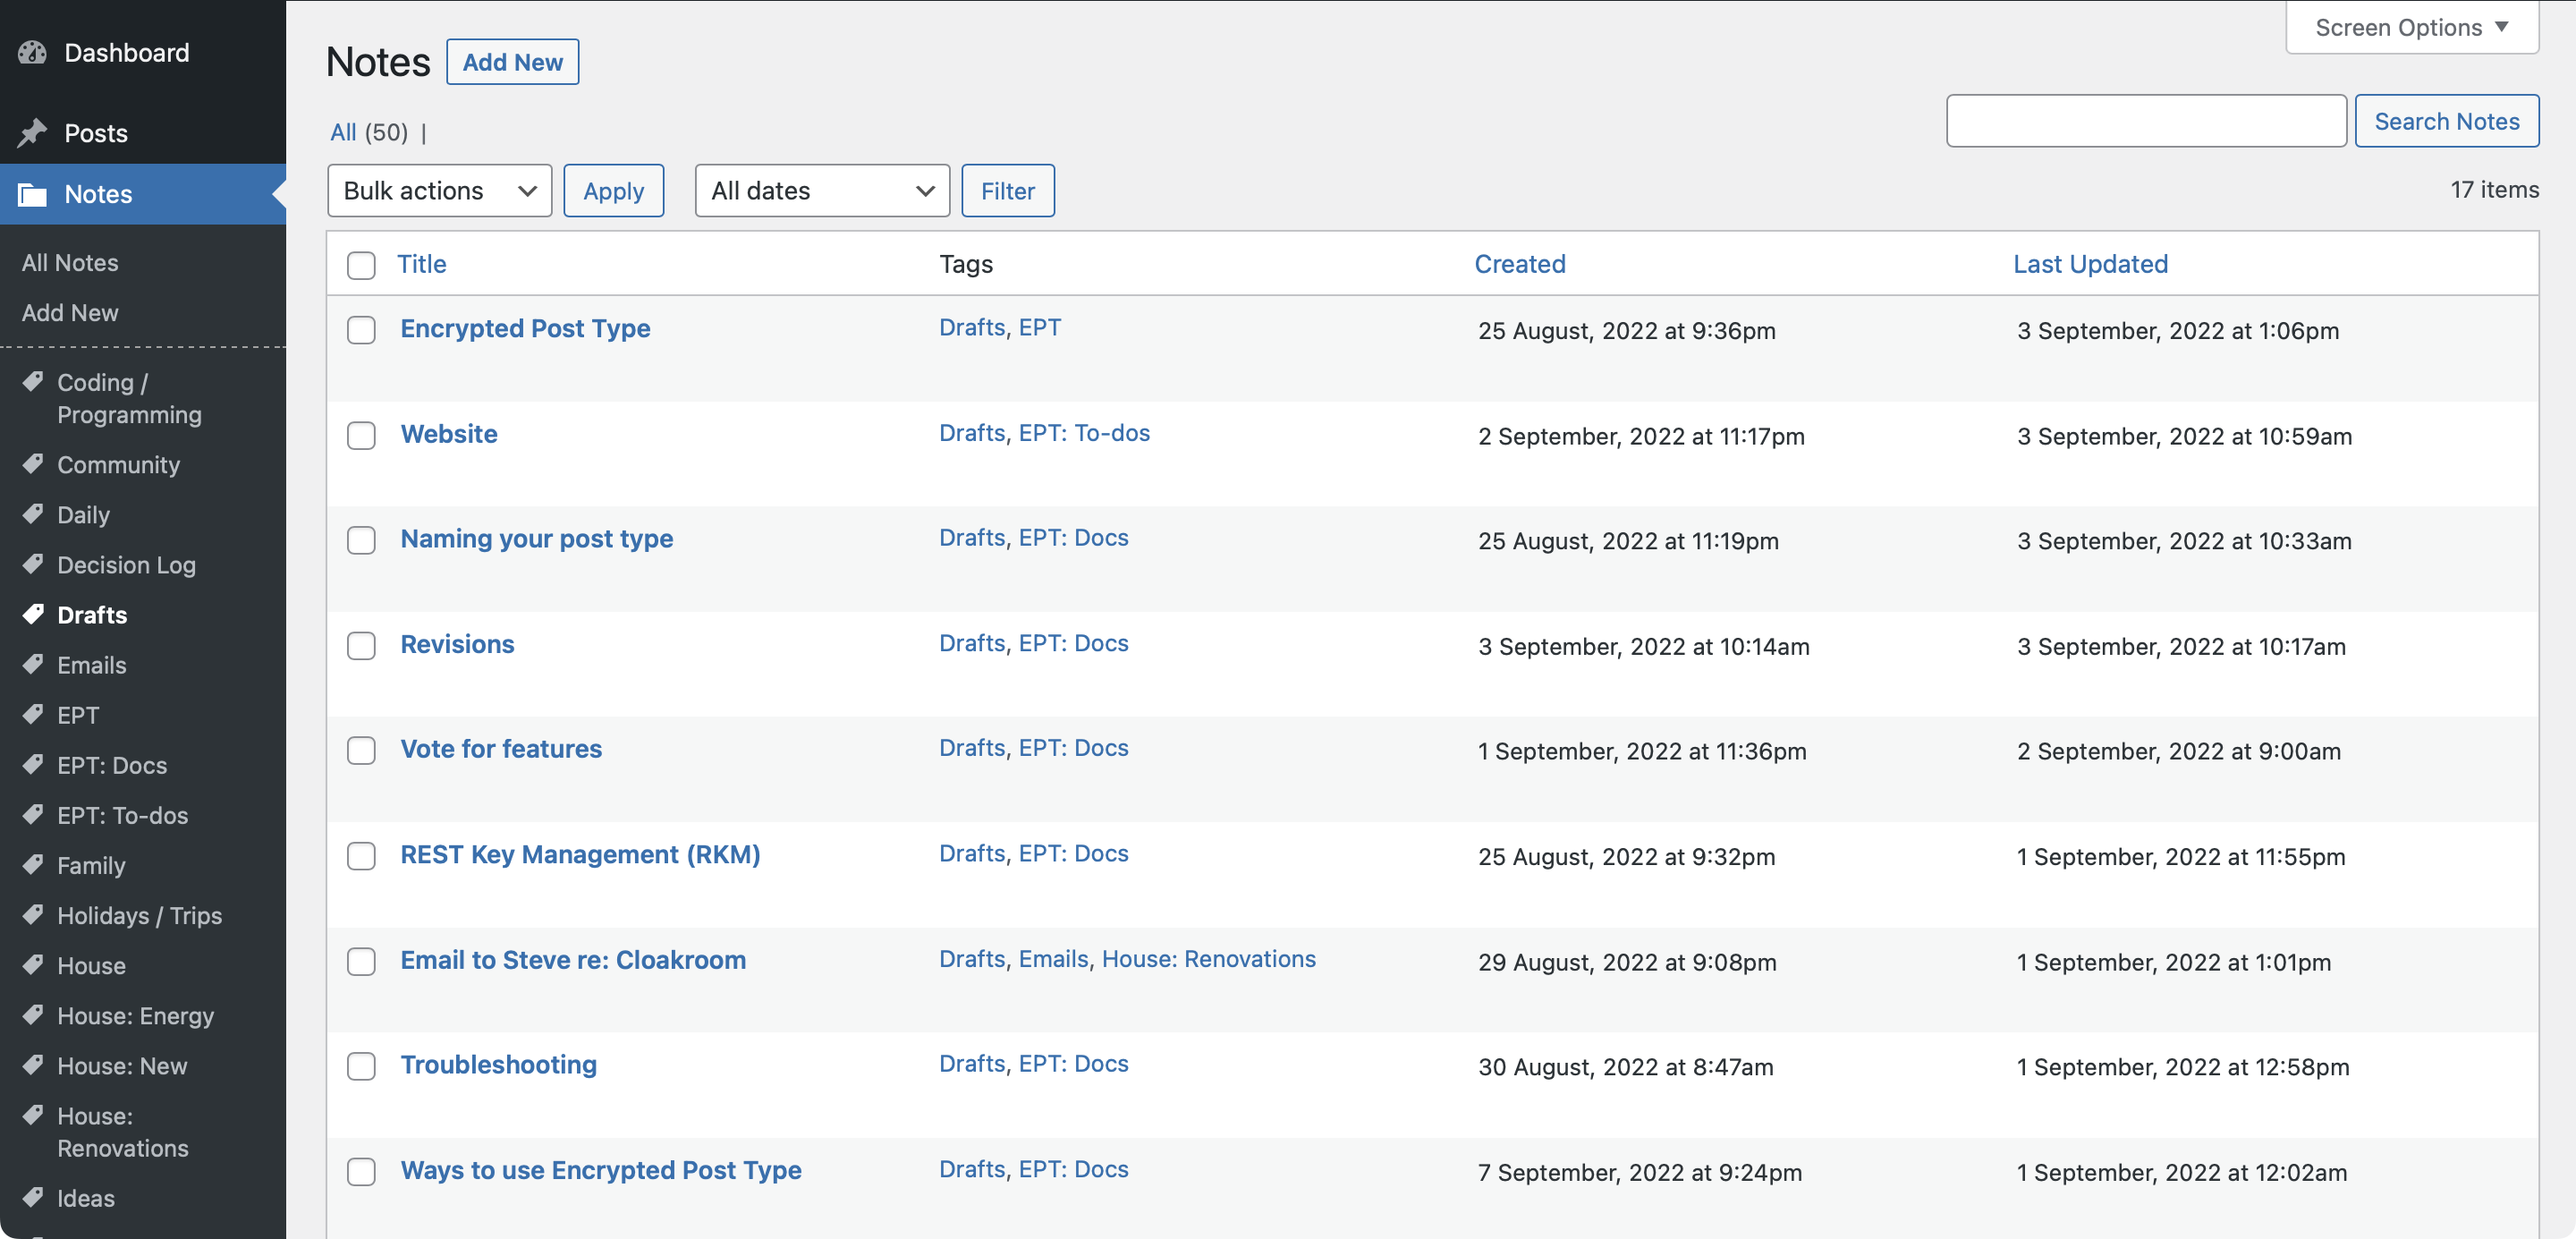 Dashboard
Posts
Notes
All Notes
Add New
Coding /
Programming
Community
Daily
Decision Log
Drafts
Emails
EPT
EPT: Docs
EPT: To-dos
Family
Holidays / Trips
House
House: Energy
House: New
House:
Renovations
Ideas
Screen Options ▼
Notes Add New
All (50) |
Search Notes
Bulk actions Apply All dates Filter 17 items
Title Tags Created Last Updated
Encrypted Post Type Drafts, EPT 25 August, 2022 at 9:36pm 3 September, 2022 at 1:06pm
Website Drafts, EPT: To-dos 2 September, 2022 at 11:17pm 3 September, 2022 at 10:59am
Naming your post type Drafts, EPT: Docs 25 August, 2022 at 11:19pm 3 September, 2022 at 10:33am
Revisions Drafts, EPT: Docs 3 September, 2022 at 10:14am 3 September, 2022 at 10:17am
Vote for features Drafts, EPT: Docs 1 September, 2022 at 11:36pm 2 September, 2022 at 9:00am
REST Key Management (RKM) Drafts, EPT: Docs 25 August, 2022 at 9:32pm 1 September, 2022 at 11:55pm
Email to Steve re: Cloakroom Drafts, Emails, House: Renovations 29 August, 2022 at 9:08pm 1 September, 2022 at 1:01pm
Troubleshooting Drafts, EPT: Docs 30 August, 2022 at 8:47am 1 September, 2022 at 12:58pm
Ways to use Encrypted Post Type Drafts, EPT: Docs 7 September, 2022 at 9:24pm 1 September, 2022 at 12:02am